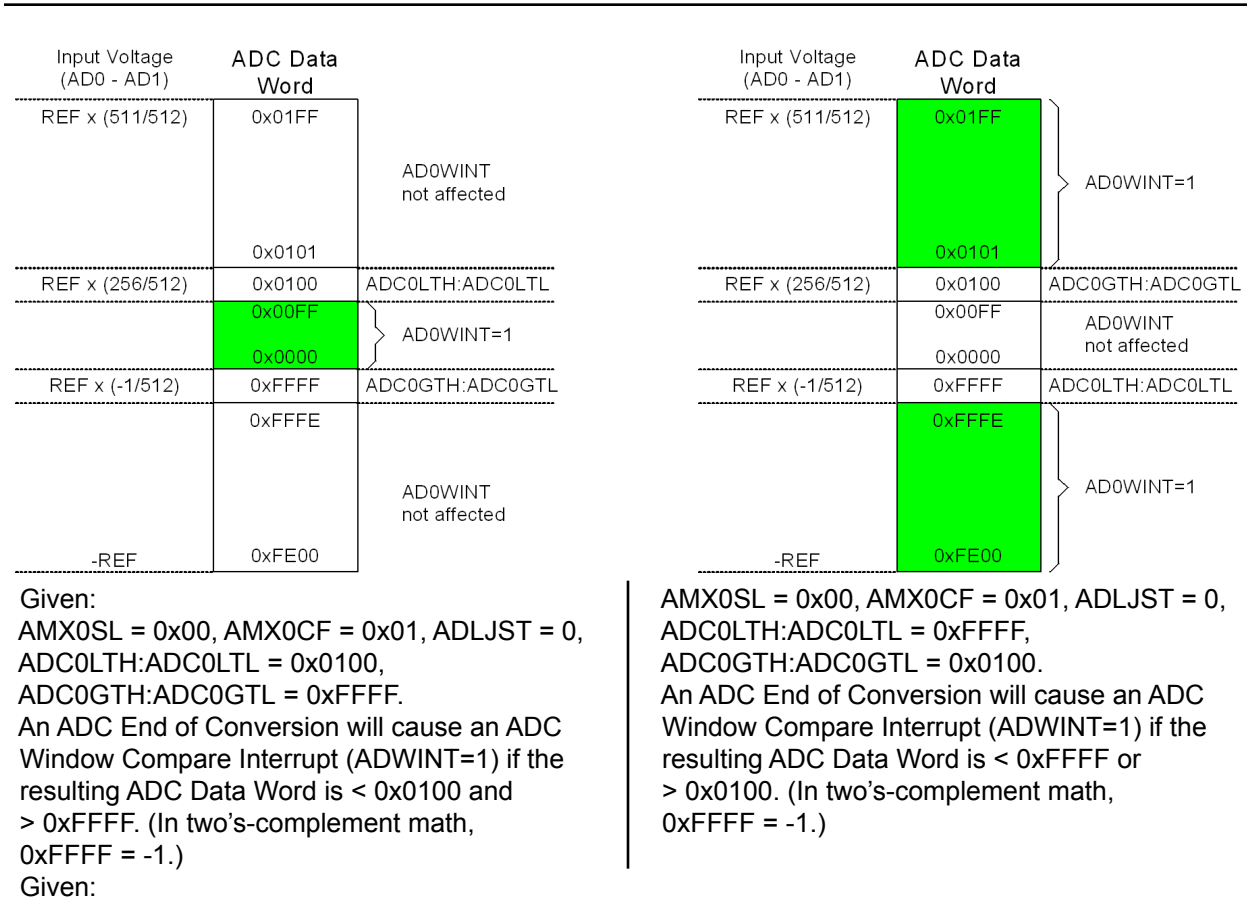 Input Voltage
(AD0 - AD1)
ADC Data
Word
REF x (511/512)
0x01FF
AD0WINT
not affected
0x0101
REF x (256/512)
0x0100
ADC0LTH:ADC0LTL
0x00FF
AD0WINT=1
0x0000
REF x (-1/512)
0xFFFF
ADC0GTH:ADC0GTL
0xFFFE
AD0WINT
not affected
-REF
0xFE00
Given:
AMX0SL = 0x00, AMX0CF = 0x01, ADLJST = 0,
ADC0LTH:ADC0LTL = 0x0100,
ADC0GTH:ADC0GTL = 0xFFFF.
An ADC End of Conversion will cause an ADC
Window Compare Interrupt (ADWINT=1) if the
resulting ADC Data Word is < 0x0100 and
> 0xFFFF. (In two's-complement math,
0xFFFF = -1.)
Given:
Input Voltage
(AD0 - AD1)
ADC Data
Word
REF x (511/512)
0x01FF
AD0WINT=1
0x0101
REF x (256/512)
0x0100
ADC0GTH:ADC0GTL
0x00FF
AD0WINT
not affected
0x0000
REF x (-1/512)
0xFFFF
ADC0LTH:ADC0LTL
0xFFFE
AD0WINT=1
-REF
0xFE00
AMX0SL = 0x00, AMX0CF = 0x01, ADLJST = 0,
ADC0LTH:ADC0LTL = 0xFFFF,
ADC0GTH:ADC0GTL = 0x0100.
An ADC End of Conversion will cause an ADC
Window Compare Interrupt (ADWINT=1) if the
resulting ADC Data Word is < 0xFFFF or
> 0x0100. (In two's-complement math,
0xFFFF = -1.)